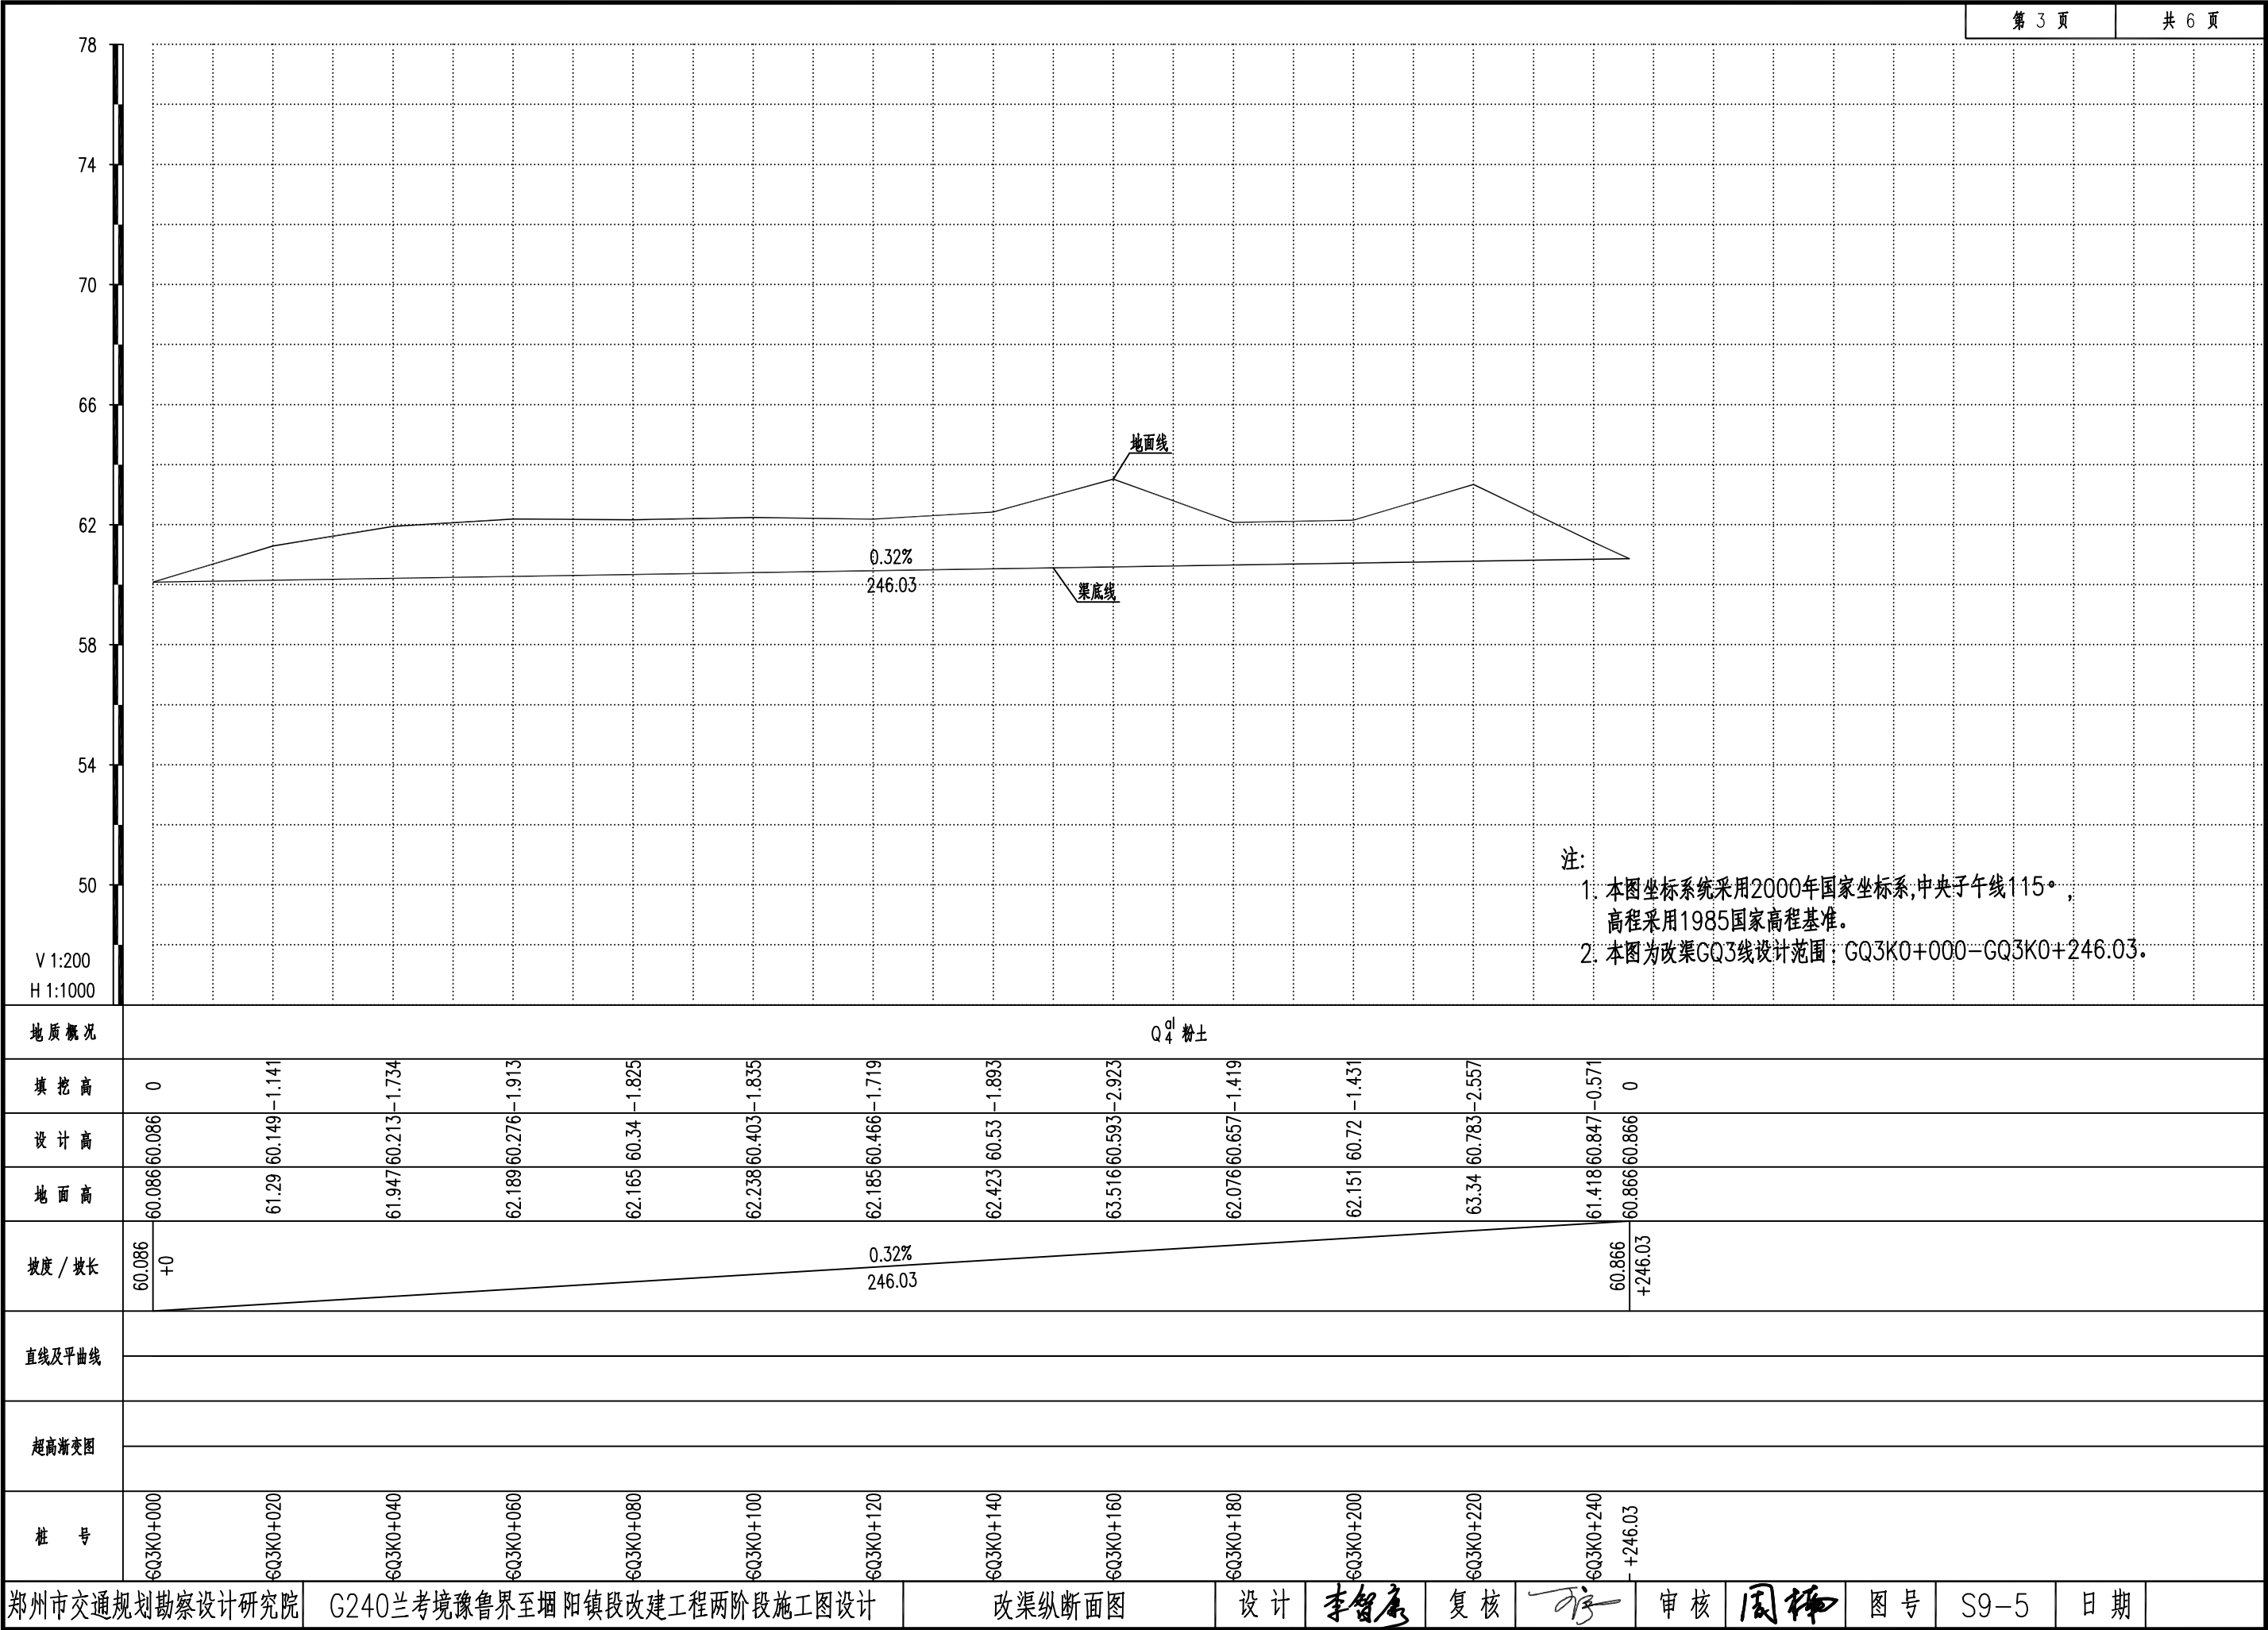 第 3 页 共 6 页
78
74
70
66
62
58
54
50
V 1:200
H 1:1000
地面线
0.32%
246.03
渠底线
注:
1. 本图坐标系统采用2000年国家坐标系,中央子午线115°,
高程采用1985国家高程基准。
2. 本图为改渠GQ3线设计范围:GQ3K0+000-GQ3K0+246.03。
地质概况 Q4al 粉土
填挖高 0 -1.141 -1.734 -1.913 -1.825 -1.835 -1.719 -1.893 -2.923 -1.419 -1.431 -2.557 -0.571 0
设计高 60.086 60.149 60.213 60.276 60.34 60.403 60.466 60.53 60.593 60.657 60.72 60.783 60.847 60.866
地面高 60.086 61.29 61.947 62.189 62.165 62.238 62.185 62.423 63.516 62.076 62.151 63.34 61.418 60.866
坡度/坡长 60.086 +0 0.32% 246.03 60.866 +246.03
直线及平曲线
超高渐变图
桩号 GQ3K0+000 GQ3K0+020 GQ3K0+040 GQ3K0+060 GQ3K0+080 GQ3K0+100 GQ3K0+120 GQ3K0+140 GQ3K0+160 GQ3K0+180 GQ3K0+200 GQ3K0+220 GQ3K0+240 +246.03
郑州市交通规划勘察设计研究院 G240兰考境豫鲁界至堌阳镇段改建工程两阶段施工图设计 改渠纵断面图 设计 李智康 复核 审核 周楠 图号 S9-5 日期